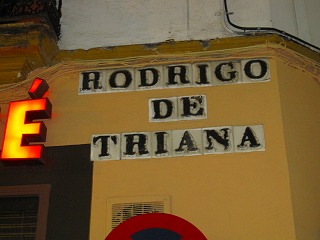 RODRIGO
DE
TRIANA
É